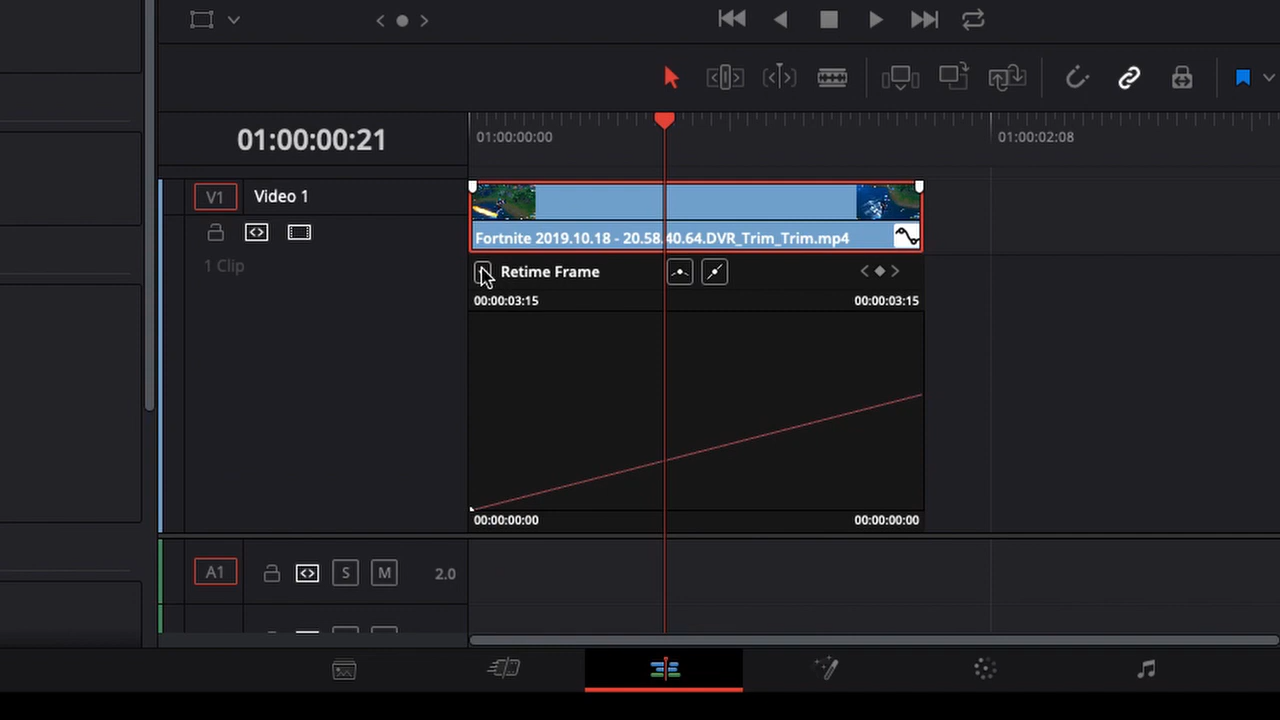 01:00:00:21
01:00:00:00
01:00:02:08
V1
Video 1
1 Clip
Fortnite 2019.10.18 - 20.58.40.64.DVR_Trim_Trim.mp4
Retime Frame
00:00:03:15
00:00:03:15
00:00:00:00
00:00:00:00
A1
S
M
2.0